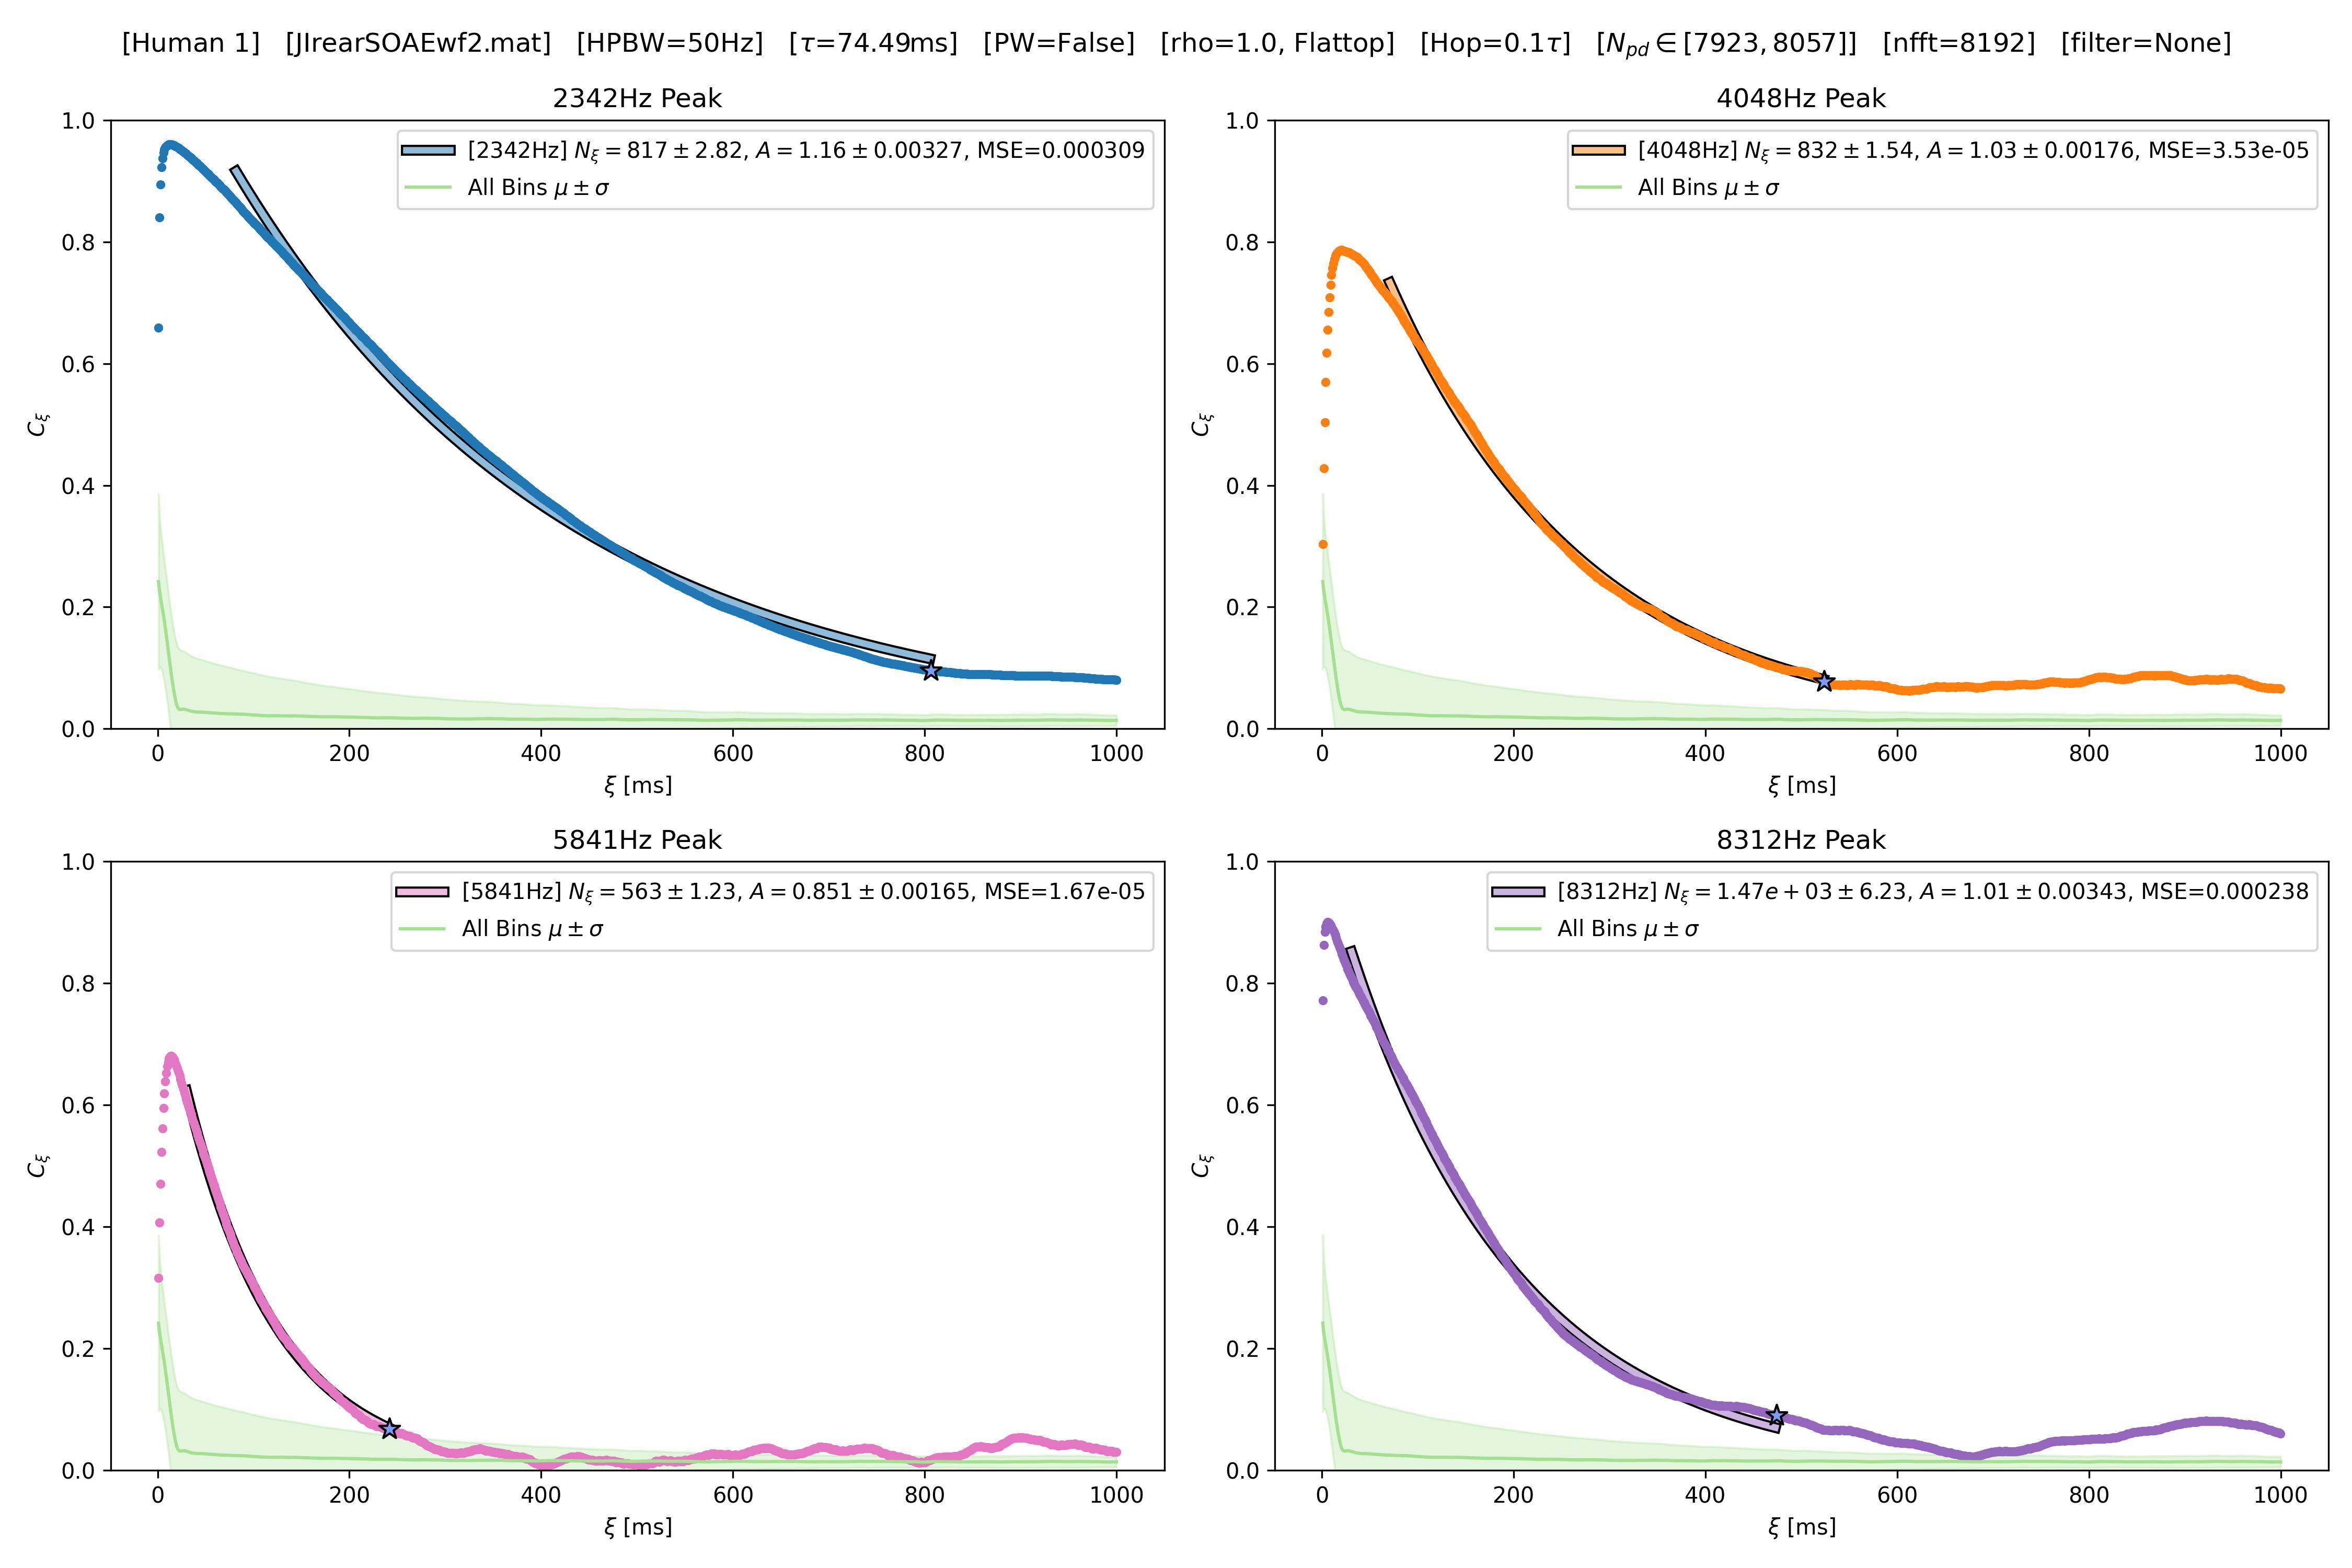 [Human 1] [JIrearSOAEwf2.mat] [HPBW=50Hz] [τ=74.49ms] [PW=False] [rho=1.0, Flattop] [Hop=0.1τ] [N_pd ∈ [7923, 8057]] [nfft=8192] [filter=None]
2342Hz Peak
[2342Hz] N_ξ = 817 ± 2.82, A = 1.16 ± 0.00327, MSE=0.000309
All Bins μ ± σ
1.0
0.8
0.6
0.4
0.2
0.0
C_ξ
0 200 400 600 800 1000
ξ [ms]
4048Hz Peak
[4048Hz] N_ξ = 832 ± 1.54, A = 1.03 ± 0.00176, MSE=3.53e-05
All Bins μ ± σ
1.0
0.8
0.6
0.4
0.2
0.0
C_ξ
0 200 400 600 800 1000
ξ [ms]
5841Hz Peak
[5841Hz] N_ξ = 563 ± 1.23, A = 0.851 ± 0.00165, MSE=1.67e-05
All Bins μ ± σ
1.0
0.8
0.6
0.4
0.2
0.0
C_ξ
0 200 400 600 800 1000
ξ [ms]
8312Hz Peak
[8312Hz] N_ξ = 1.47e + 03 ± 6.23, A = 1.01 ± 0.00343, MSE=0.000238
All Bins μ ± σ
1.0
0.8
0.6
0.4
0.2
0.0
C_ξ
0 200 400 600 800 1000
ξ [ms]